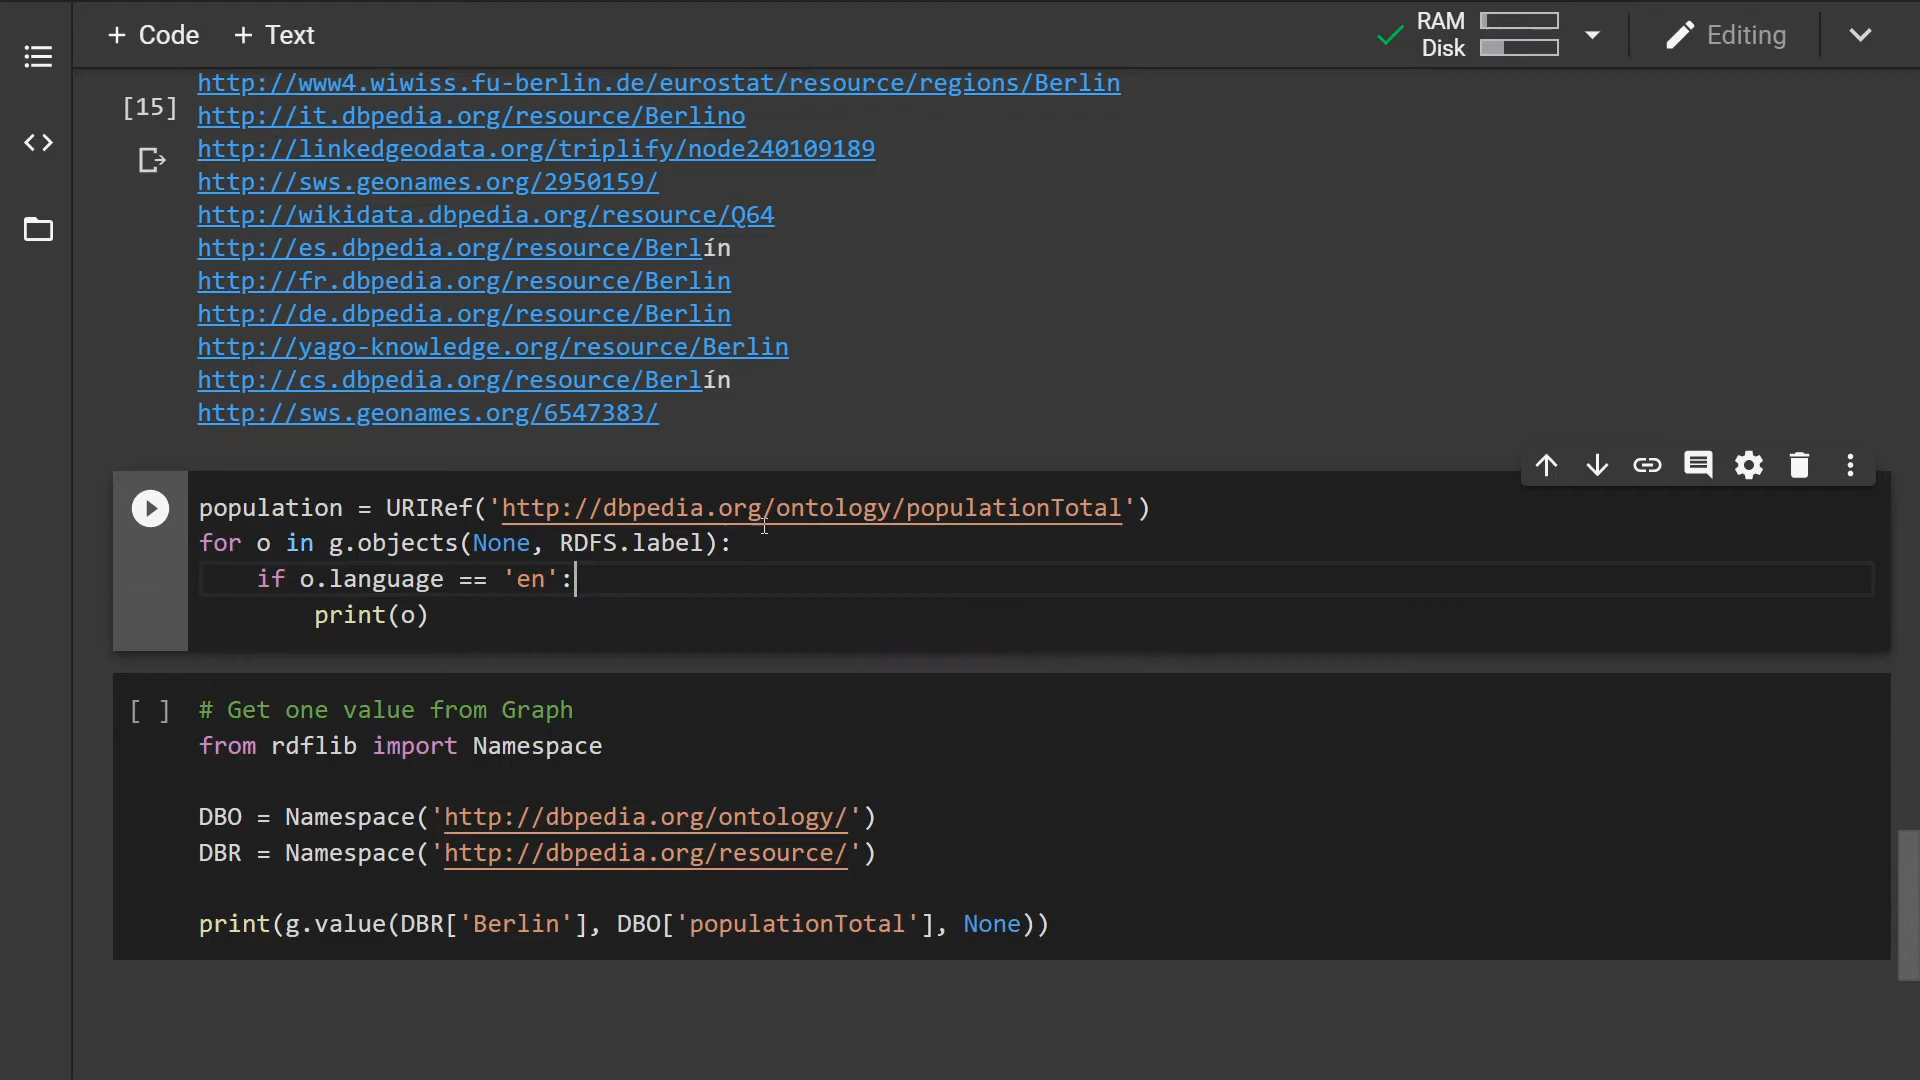 + Code + Text
RAM
Disk
Editing
[15]
http://www4.wiwiss.fu-berlin.de/eurostat/resource/regions/Berlin
http://it.dbpedia.org/resource/Berlino
http://linkedgeodata.org/triplify/node240109189
http://sws.geonames.org/2950159/
http://wikidata.dbpedia.org/resource/Q64
http://es.dbpedia.org/resource/Berlín
http://fr.dbpedia.org/resource/Berlin
http://de.dbpedia.org/resource/Berlin
http://yago-knowledge.org/resource/Berlin
http://cs.dbpedia.org/resource/Berlín
http://sws.geonames.org/6547383/
population = URIRef('http://dbpedia.org/ontology/populationTotal')
for o in g.objects(None, RDFS.label):
    if o.language == 'en':
        print(o)
[ ] # Get one value from Graph
from rdflib import Namespace
DBO = Namespace('http://dbpedia.org/ontology/')
DBR = Namespace('http://dbpedia.org/resource/')
print(g.value(DBR['Berlin'], DBO['populationTotal'], None))